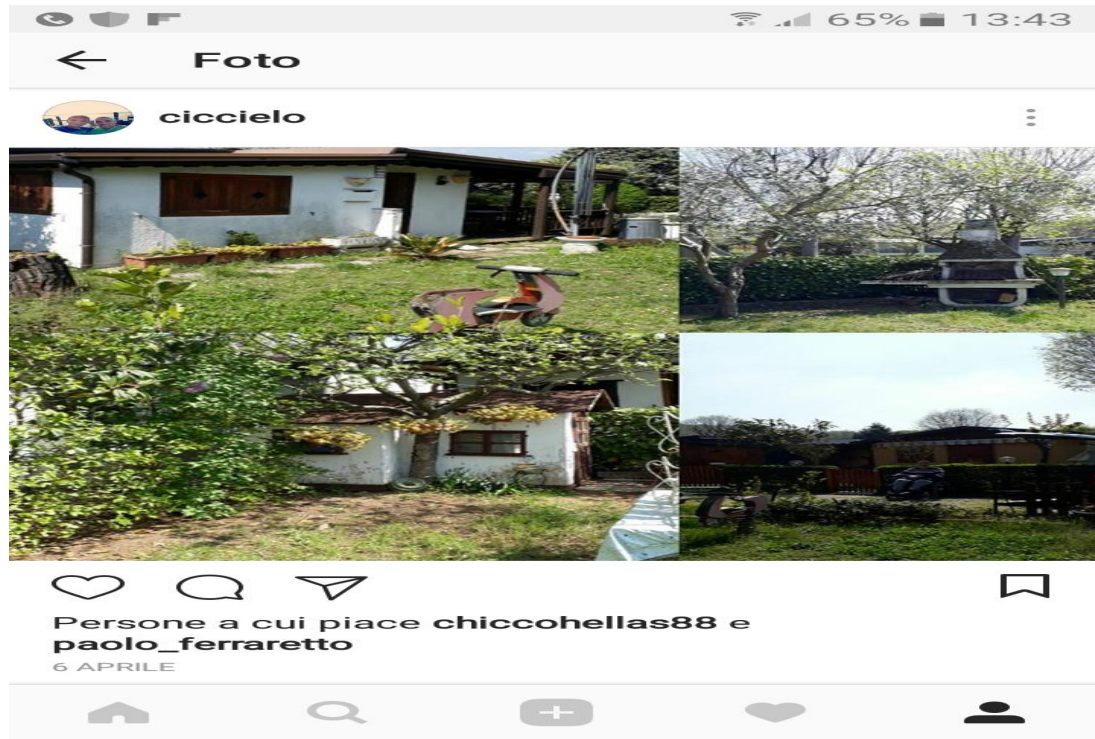 65% 13:43
Foto
ciccielo
Persone a cui piace chiccohellas88 e
paolo_ferraretto
6 APRILE